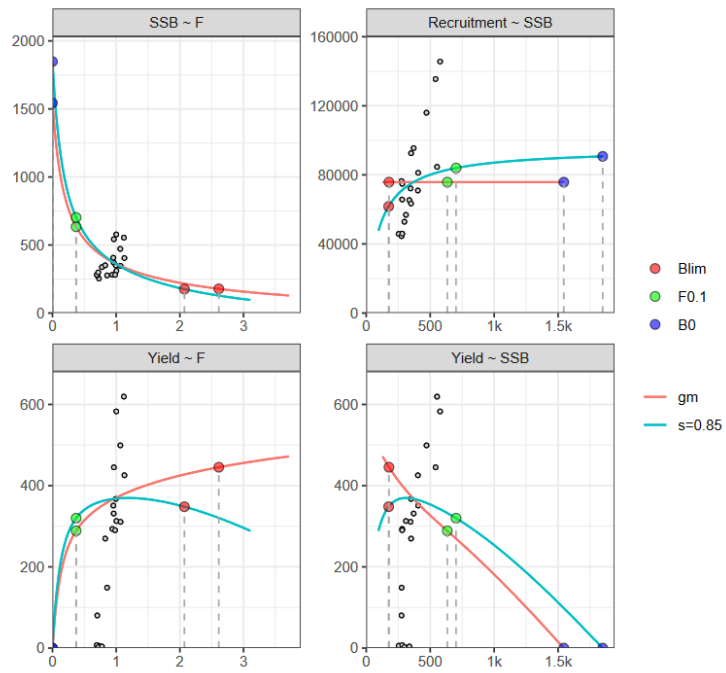 SSB ~ F
Recruitment ~ SSB
2000
1500
1000
500
0
0 1 2 3
160000
120000
80000
40000
0
0 500 1k 1.5k
Yield ~ F
Yield ~ SSB
600
400
200
0
0 1 2 3
600
400
200
0
0 500 1k 1.5k
Blim
F0.1
B0
gm
s=0.85